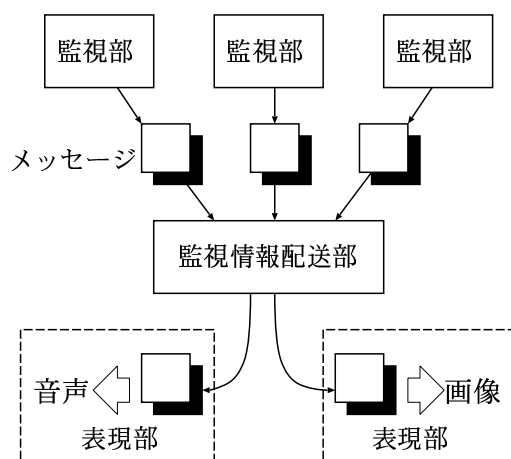 監視部
監視部
監視部
メッセージ
監視情報配送部
音声
画像
表現部
表現部